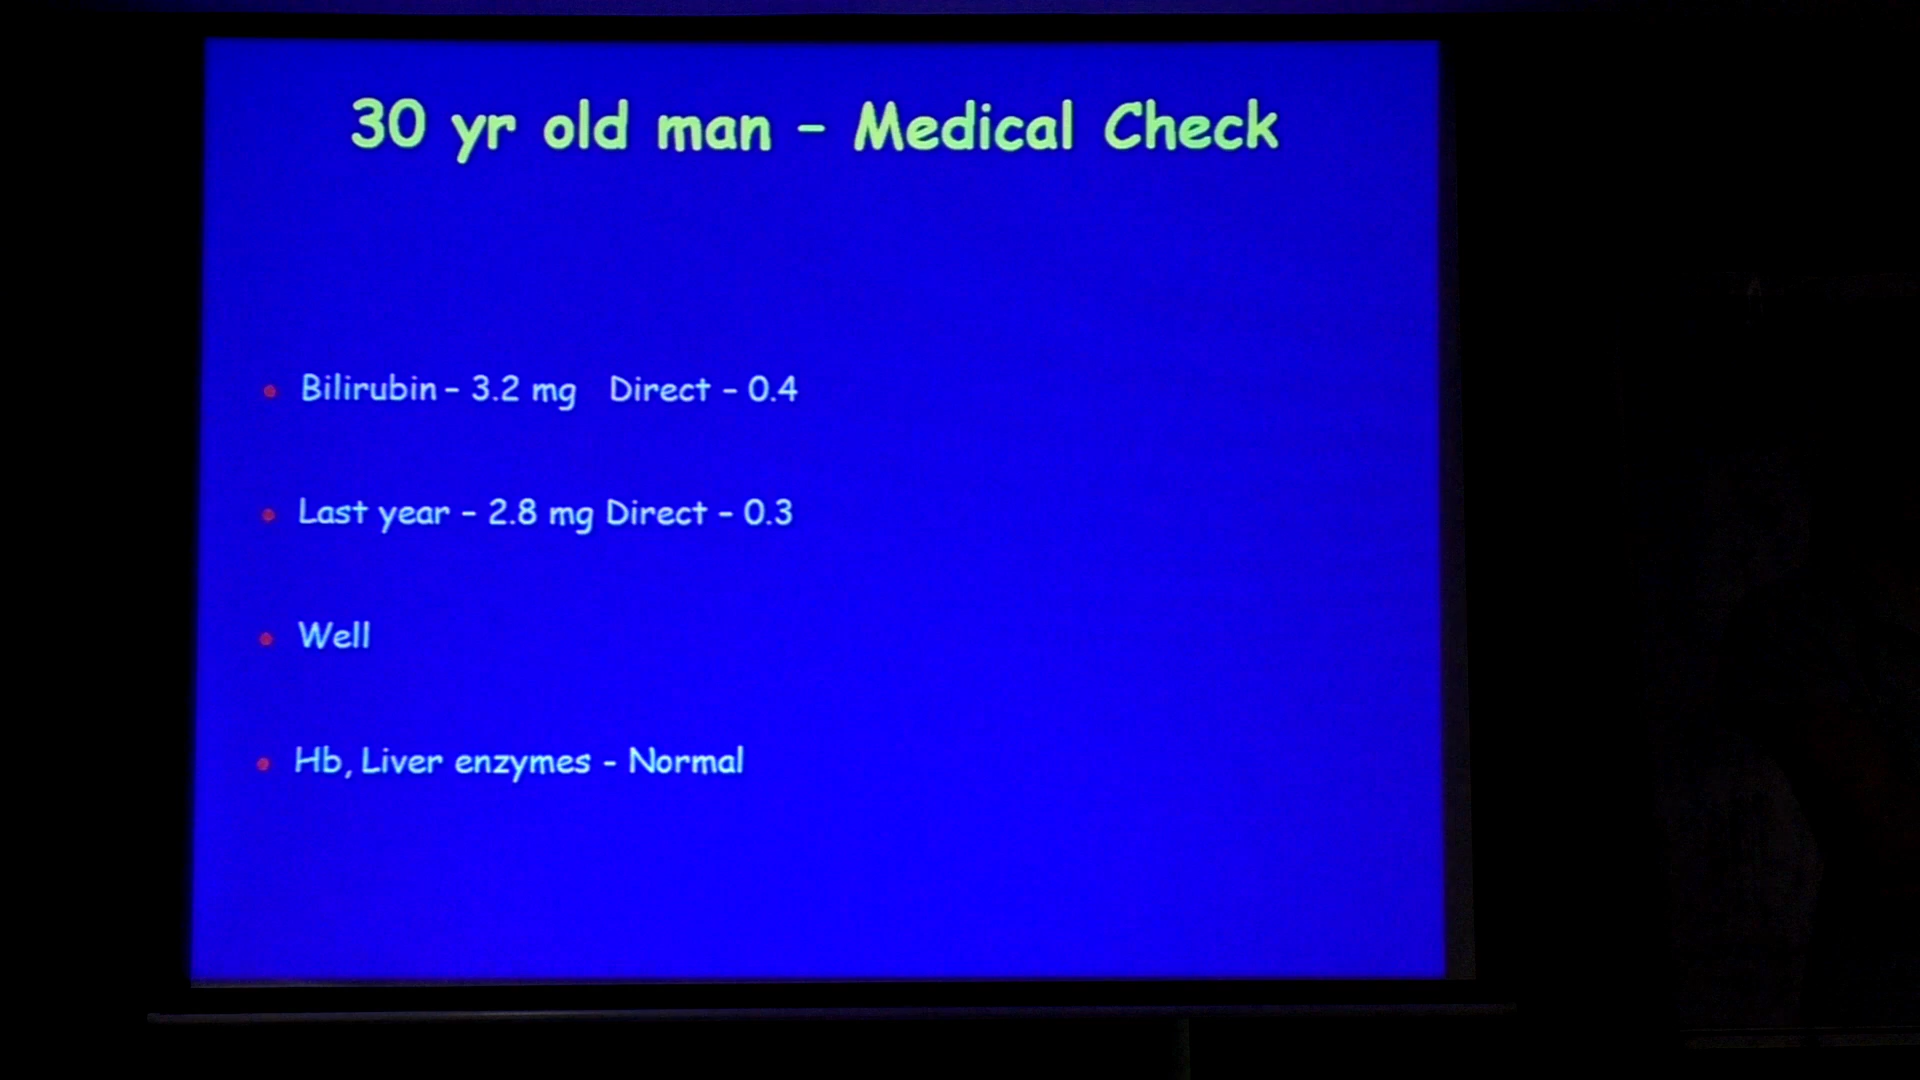 30 yr old man – Medical Check
Bilirubin – 3.2 mg Direct – 0.4
Last year – 2.8 mg Direct – 0.3
Well
Hb, Liver enzymes - Normal